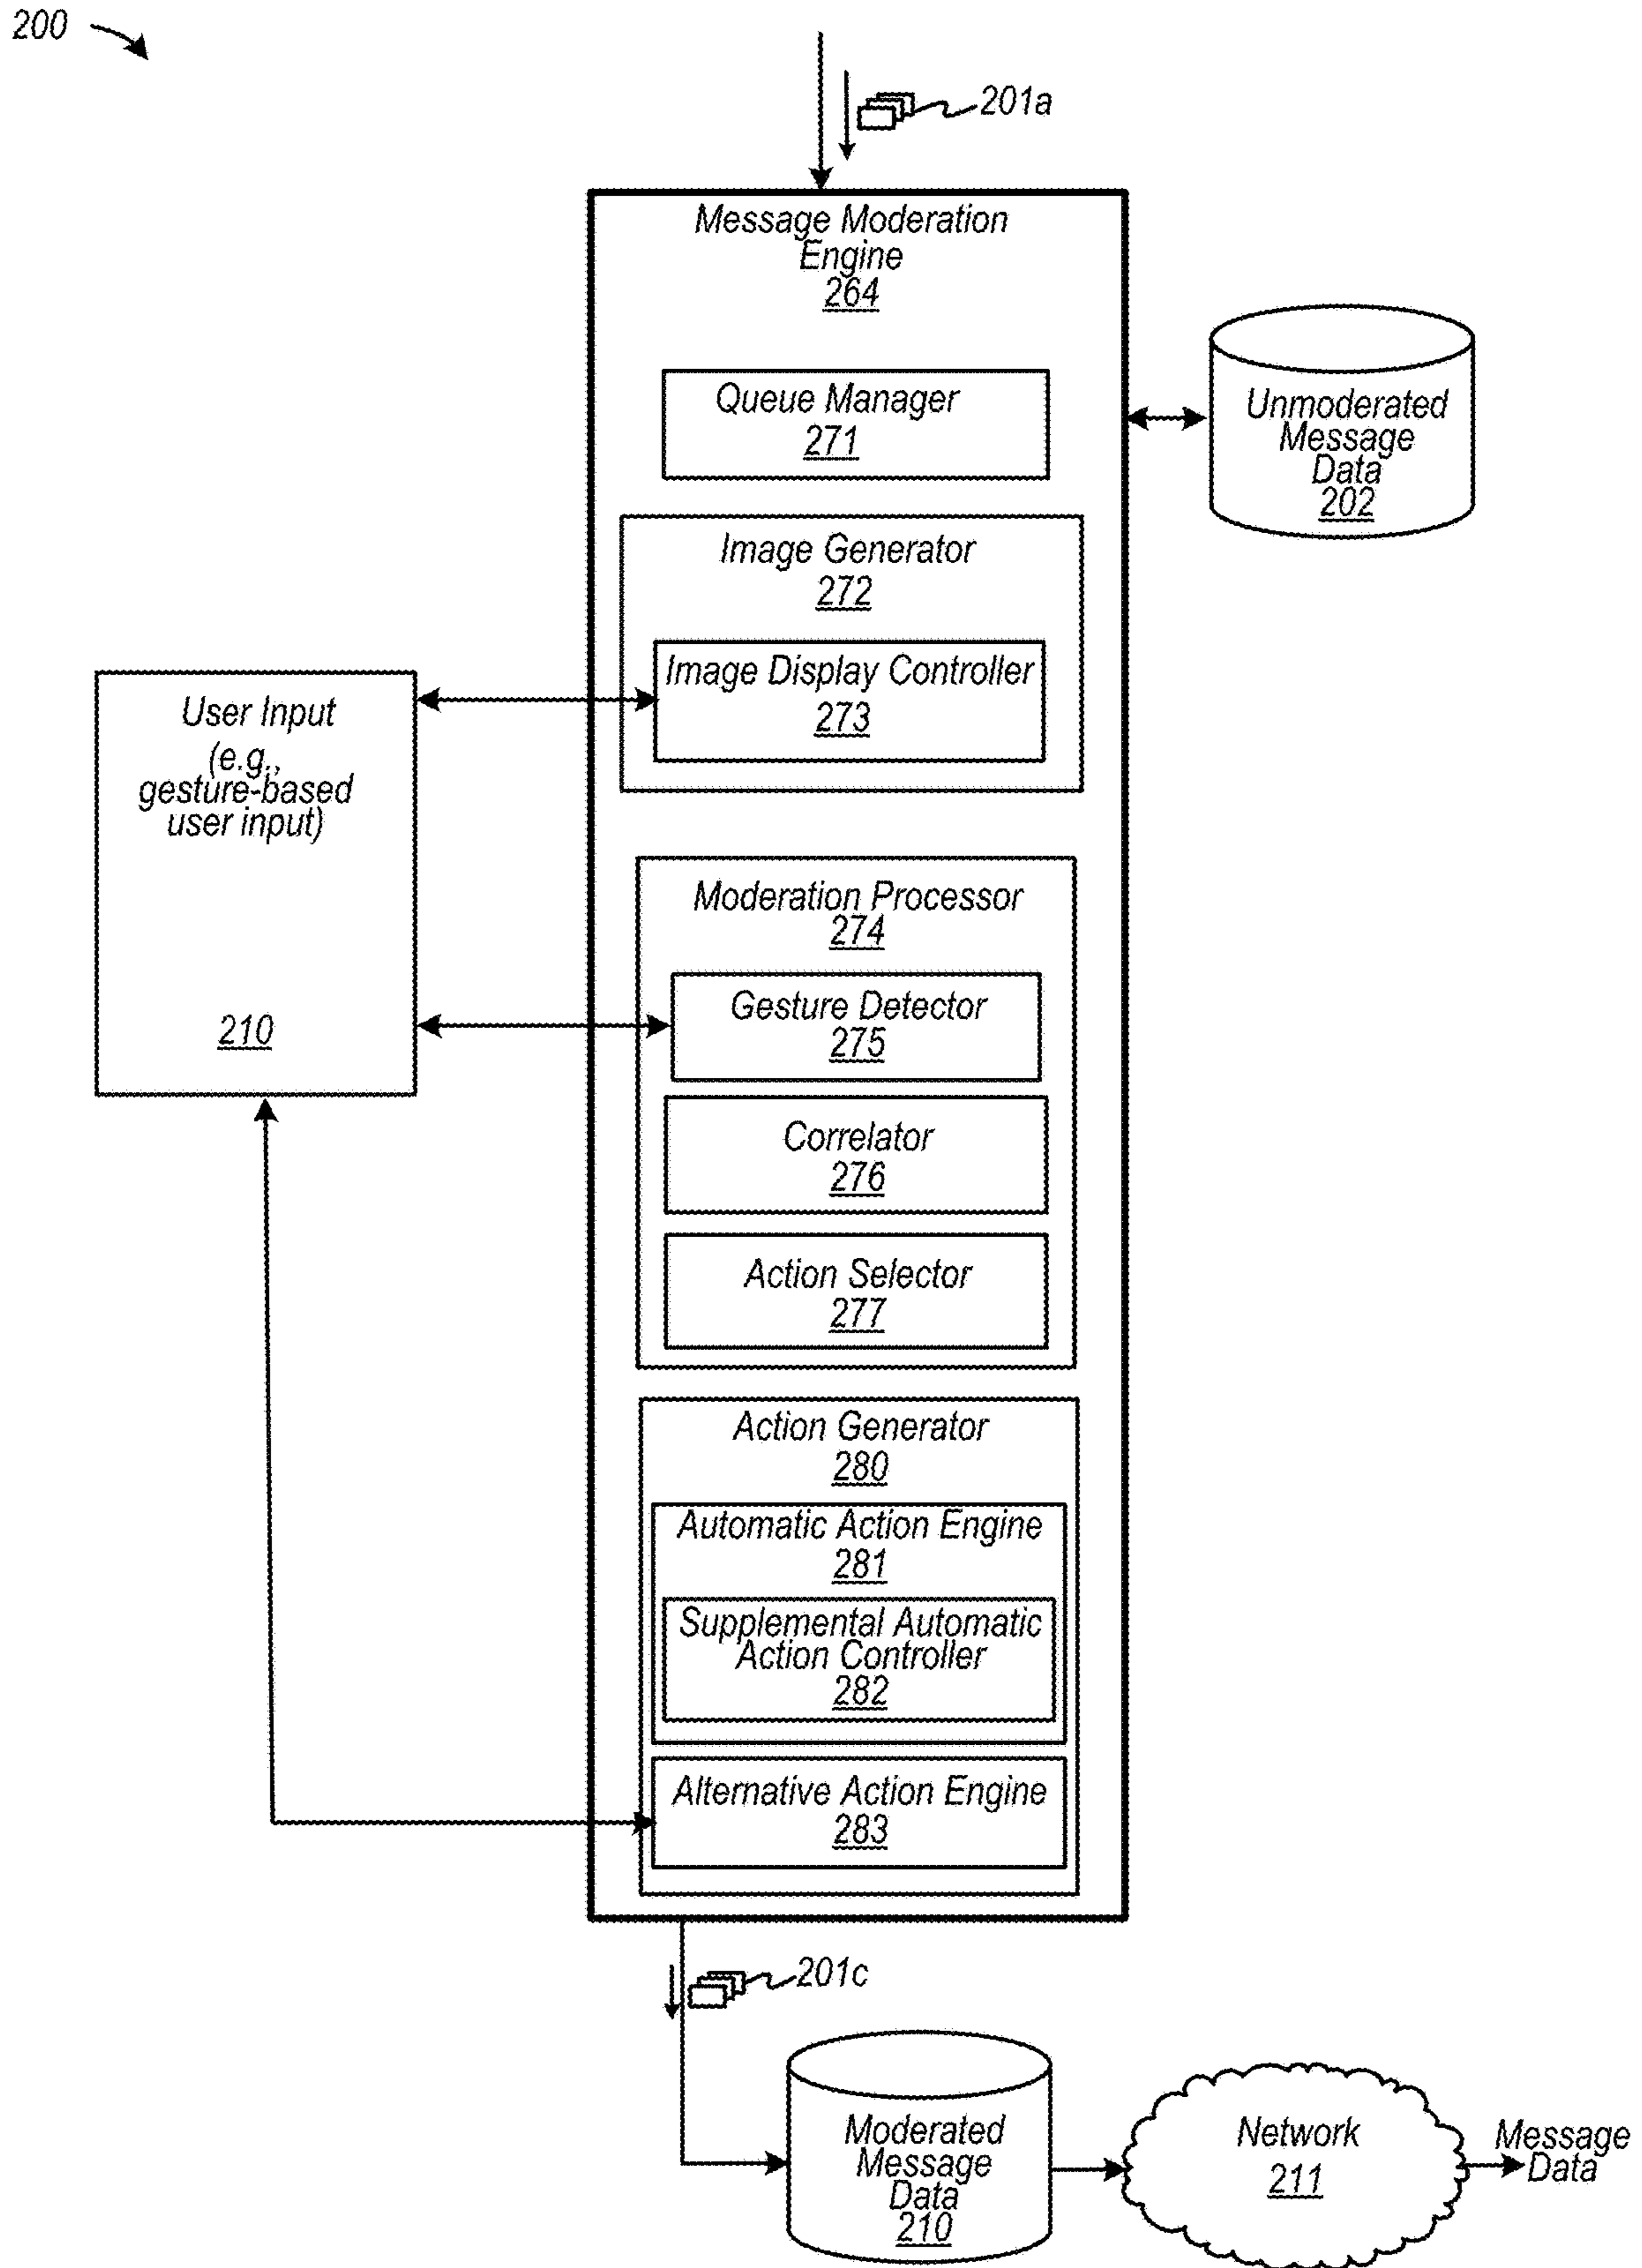 200
201a
Message Moderation
Engine
264
Queue Manager
271
Unmoderated
Message
Data
202
Image Generator
272
Image Display Controller
273
User Input
(e.g.,
gesture-based
user input)
210
Moderation Processor
274
Gesture Detector
275
Correlator
276
Action Selector
277
Action Generator
280
Automatic Action Engine
281
Supplemental Automatic
Action Controller
282
Alternative Action Engine
283
201c
Moderated
Message
Data
210
Network
211
Message
Data